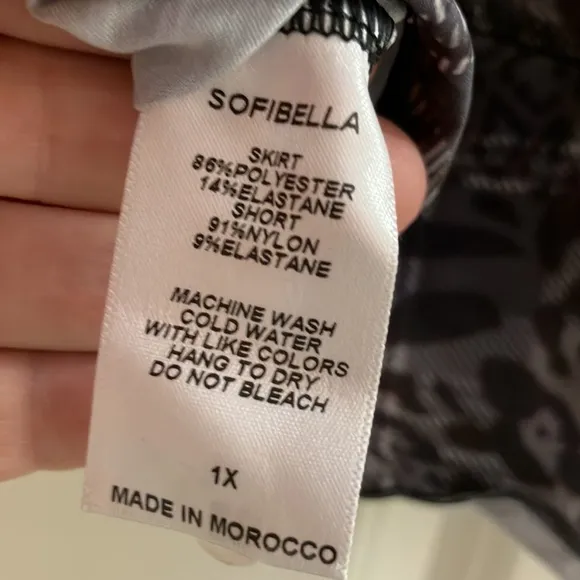 SOFIBELLA
SKIRT
86%POLYESTER
14%ELASTANE
SHORT
91%NYLON
9%ELASTANE
MACHINE WASH
COLD WATER
WITH LIKE COLORS
HANG TO DRY
DO NOT BLEACH
1X
MADE IN MOROCCO